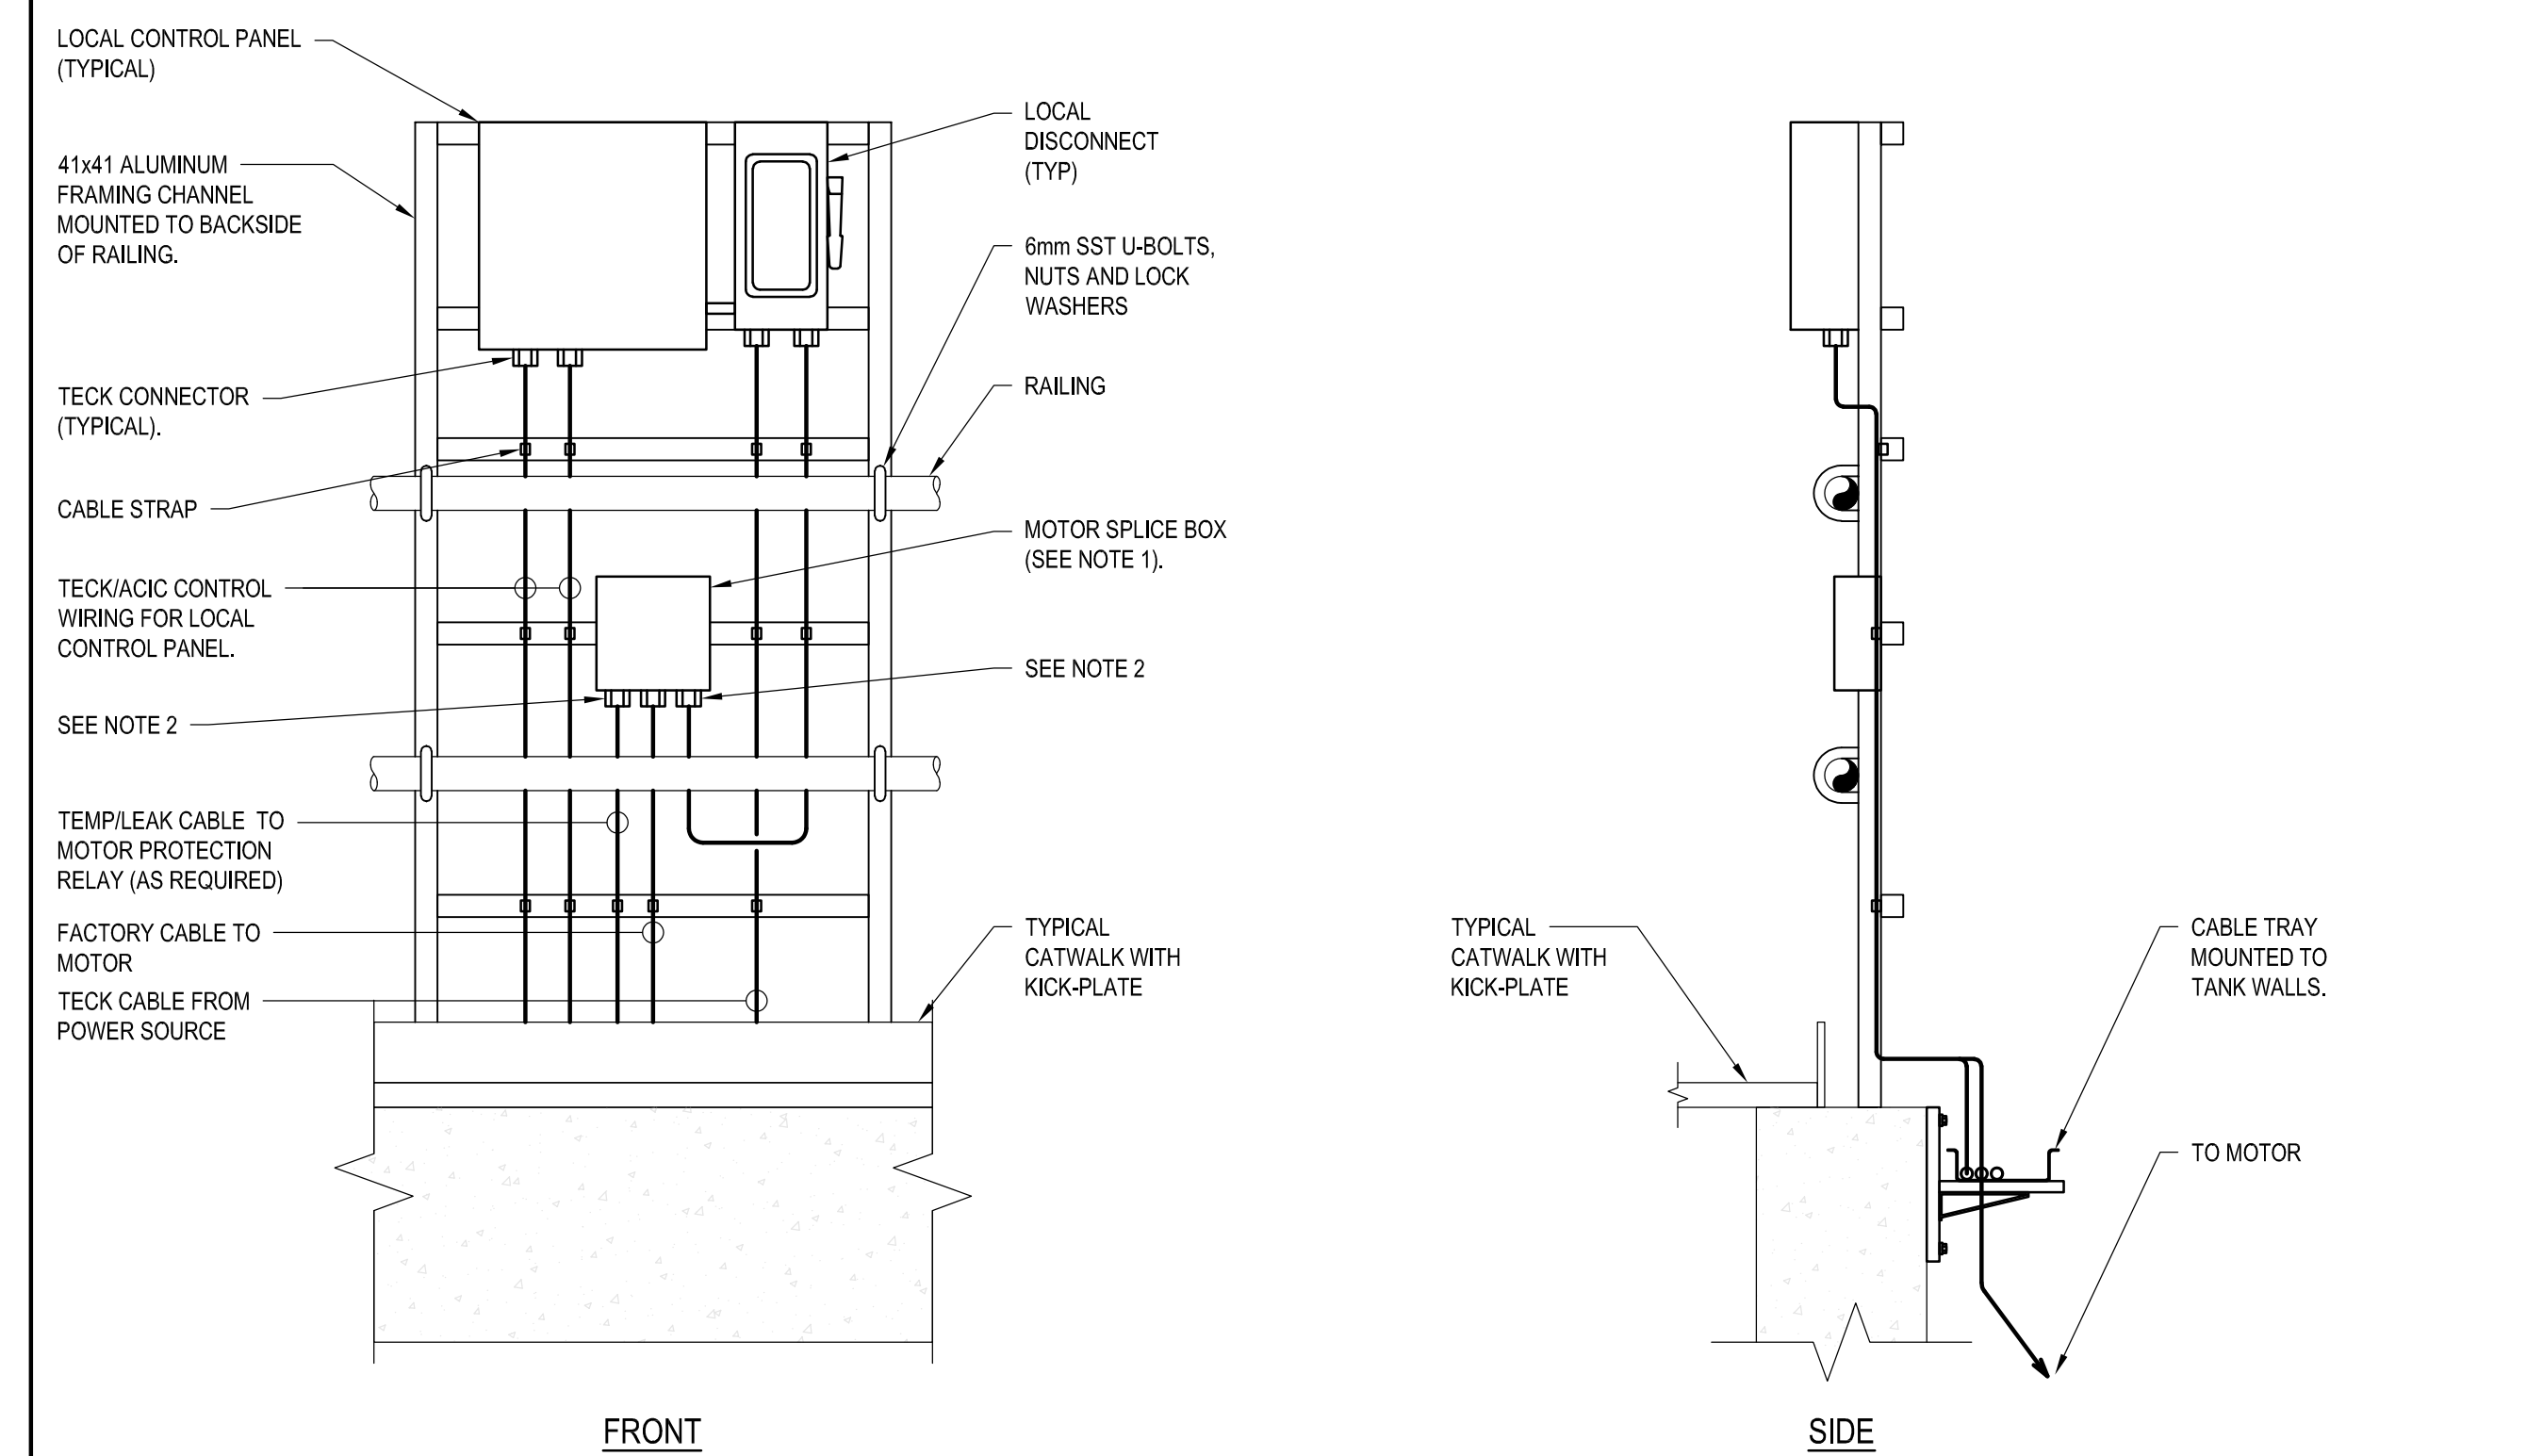 LOCAL CONTROL PANEL
(TYPICAL)
41x41 ALUMINUM
FRAMING CHANNEL
MOUNTED TO BACKSIDE
OF RAILING.
TECK CONNECTOR
(TYPICAL).
CABLE STRAP
TECK/ACIC CONTROL
WIRING FOR LOCAL
CONTROL PANEL.
SEE NOTE 2
TEMP/LEAK CABLE TO
MOTOR PROTECTION
RELAY (AS REQUIRED)
FACTORY CABLE TO
MOTOR
TECK CABLE FROM
POWER SOURCE
LOCAL
DISCONNECT
(TYP)
6mm SST U-BOLTS,
NUTS AND LOCK
WASHERS
RAILING
MOTOR SPLICE BOX
(SEE NOTE 1).
SEE NOTE 2
TYPICAL
CATWALK WITH
KICK-PLATE
FRONT
TYPICAL
CATWALK WITH
KICK-PLATE
CABLE TRAY
MOUNTED TO
TANK WALLS.
TO MOTOR
SIDE